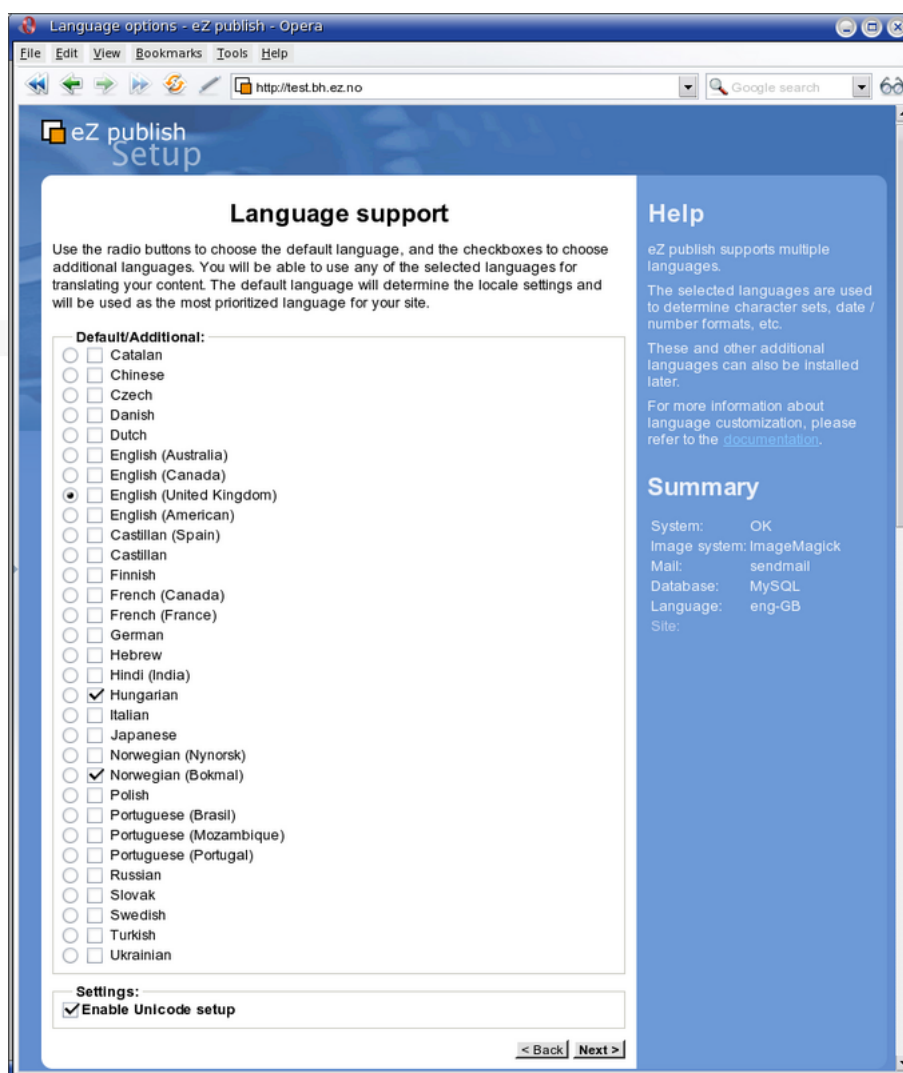 Language options - eZ publish - Opera
File Edit View Bookmarks Tools Help
http://test.bh.ez.no
Google search
eZ publish
Setup
Language support
Use the radio buttons to choose the default language, and the checkboxes to choose
additional languages. You will be able to use any of the selected languages for
translating your content. The default language will determine the locale settings and
will be used as the most prioritized language for your site.
Default/Additional:
Catalan
Chinese
Czech
Danish
Dutch
English (Australia)
English (Canada)
English (United Kingdom)
English (American)
Castillan (Spain)
Castillan
Finnish
French (Canada)
French (France)
German
Hebrew
Hindi (India)
Hungarian
Italian
Japanese
Norwegian (Nynorsk)
Norwegian (Bokmal)
Polish
Portuguese (Brasil)
Portuguese (Mozambique)
Portuguese (Portugal)
Russian
Slovak
Swedish
Turkish
Ukrainian
Settings:
Enable Unicode setup
< Back Next >
Help
eZ publish supports multiple
languages.
The selected languages are used
to determine character sets, date /
number formats, etc.
These and other additional
languages can also be installed
later.
For more information about
language customization, please
refer to the documentation.
Summary
System: OK
Image system: ImageMagick
Mail: sendmail
Database: MySQL
Language: eng-GB
Site: